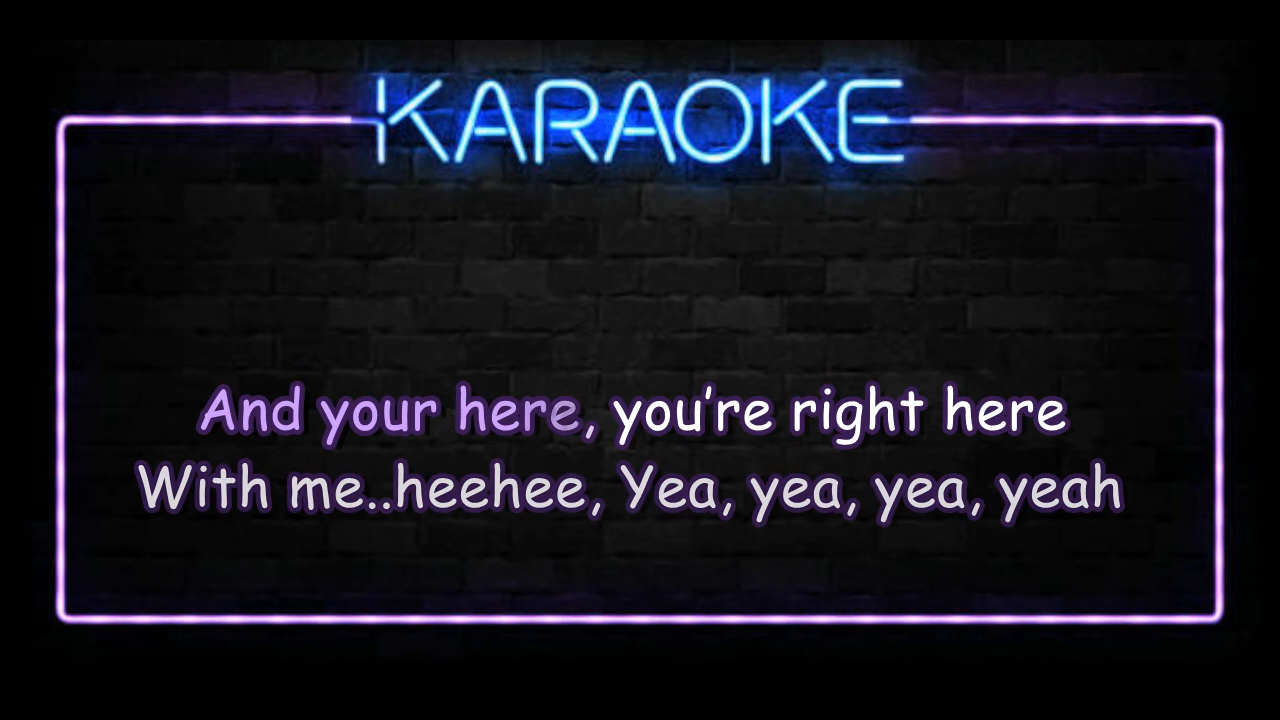 KARAOKE
And your here, you're right here
With me..heehee, Yea, yea, yea, yeah